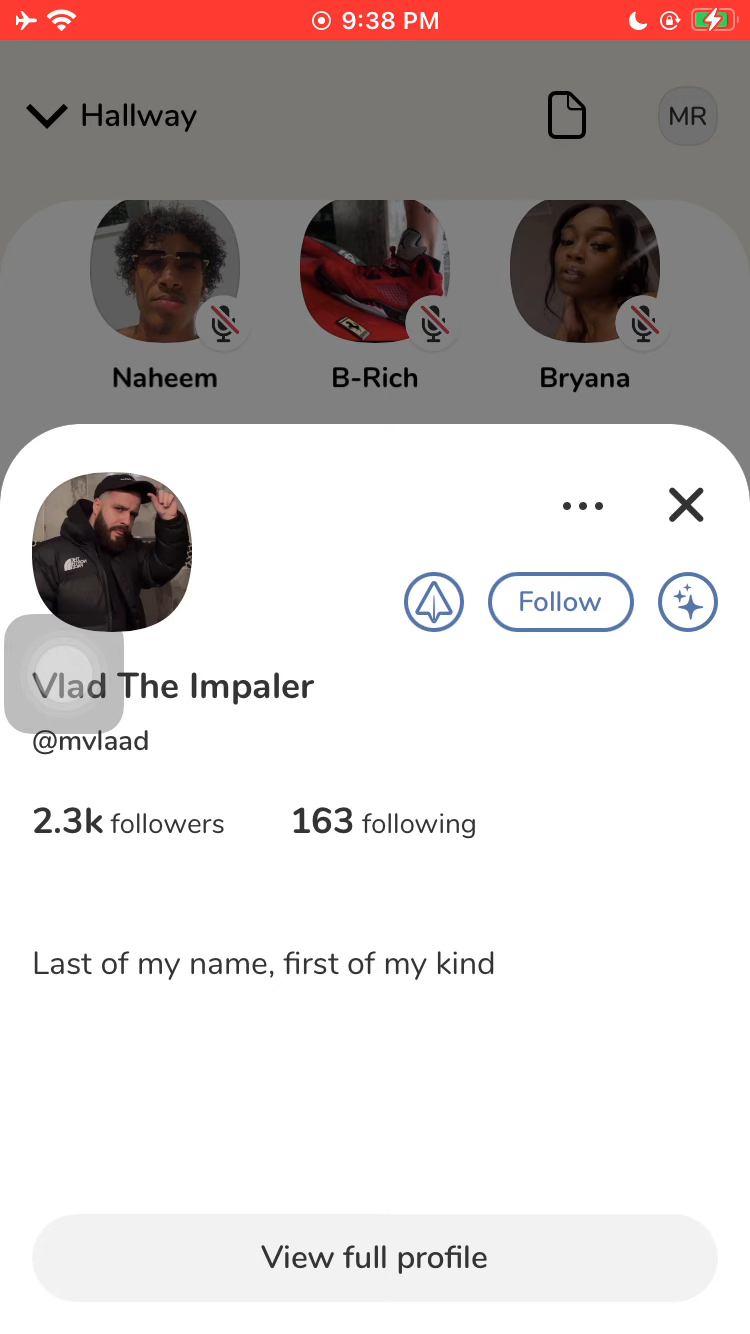 9:38 PM
Hallway
MR
Naheem
B-Rich
Bryana
Vlad The Impaler
@mvlaad
Follow
2.3k followers
163 following
Last of my name, first of my kind
View full profile